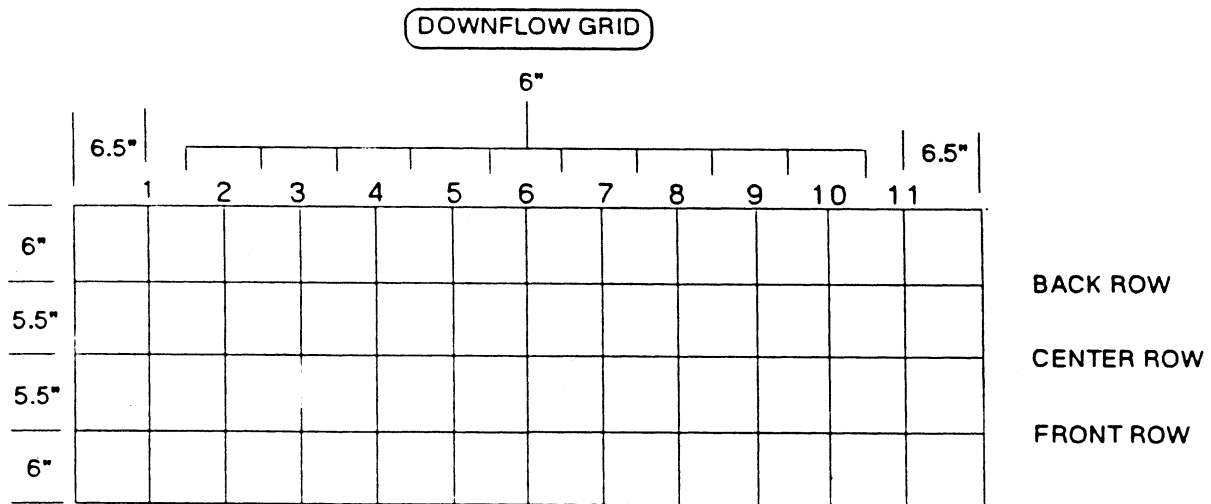 DOWNFLOW GRID
6"
6.5" 6.5"
1 2 3 4 5 6 7 8 9 10 11
6"
BACK ROW
5.5"
CENTER ROW
5.5"
FRONT ROW
6"